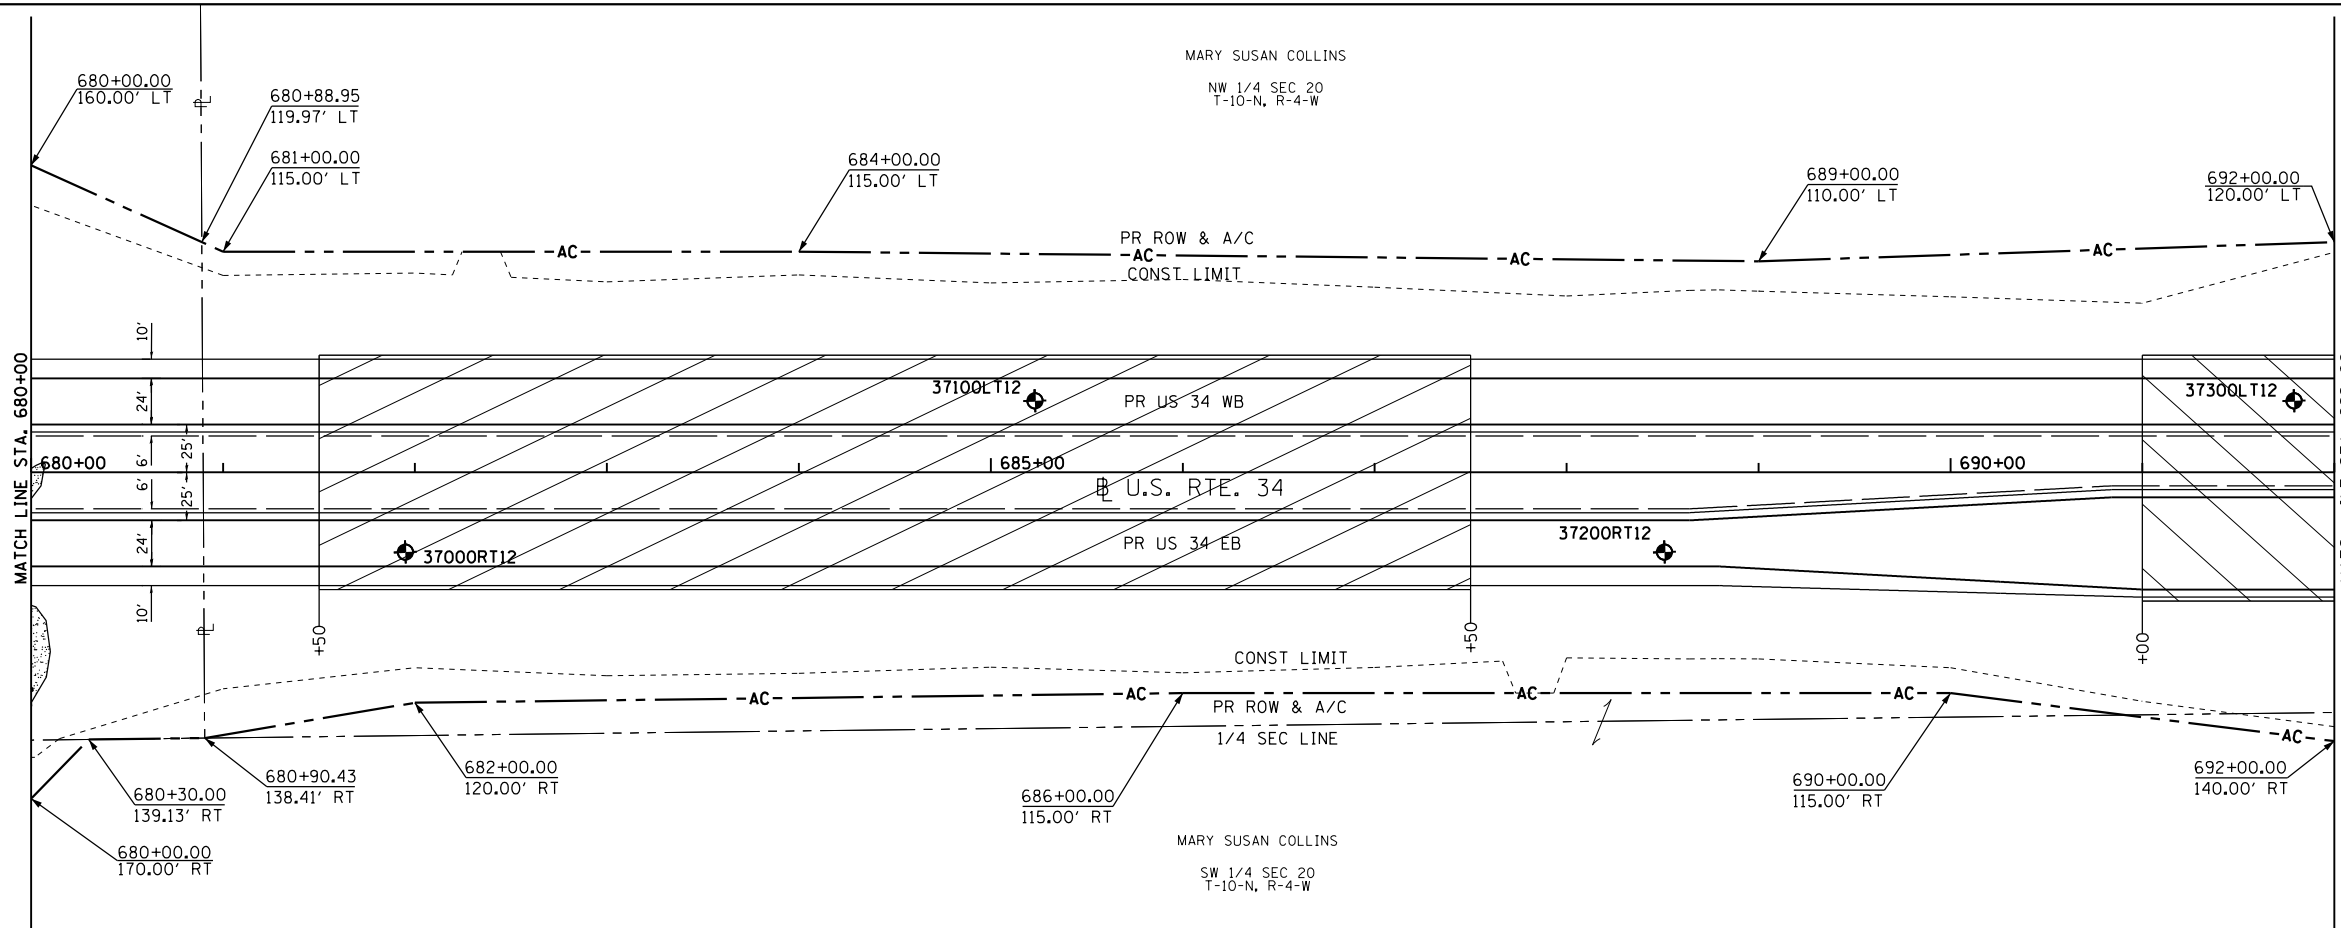 MARY SUSAN COLLINS
NW 1/4 SEC 20
T-10-N, R-4-W
680+00.00
160.00' LT
680+88.95
119.97' LT
681+00.00
115.00' LT
684+00.00
115.00' LT
689+00.00
110.00' LT
692+00.00
120.00' LT
PR ROW & A/C
AC
AC
AC
AC
CONST LIMIT
MATCH LINE STA. 680+00
10'
24'
25'
6'
6'
25'
24'
10'
37100LT12
PR US 34 WB
37300LT12
680+00
685+00
690+00
U.S. RTE. 34
37000RT12
PR US 34 EB
37200RT12
+50
+50
+00
CONST LIMIT
AC
AC
AC
AC
AC
PR ROW & A/C
1/4 SEC LINE
680+00.00
170.00' RT
680+30.00
139.13' RT
680+90.43
138.41' RT
682+00.00
120.00' RT
686+00.00
115.00' RT
690+00.00
115.00' RT
692+00.00
140.00' RT
MARY SUSAN COLLINS
SW 1/4 SEC 20
T-10-N, R-4-W